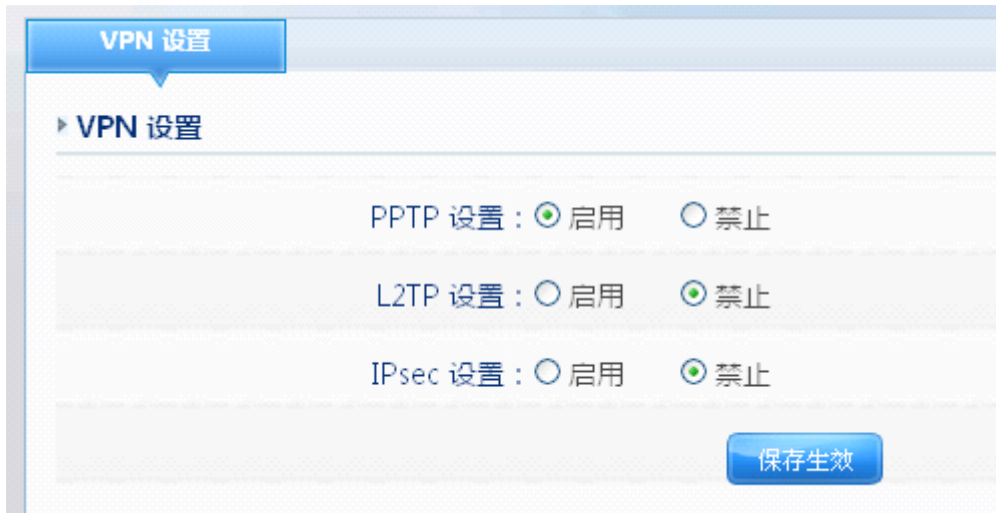 VPN 设置
VPN 设置
PPTP 设置：启用 禁止
L2TP 设置：启用 禁止
IPsec 设置：启用 禁止
保存生效